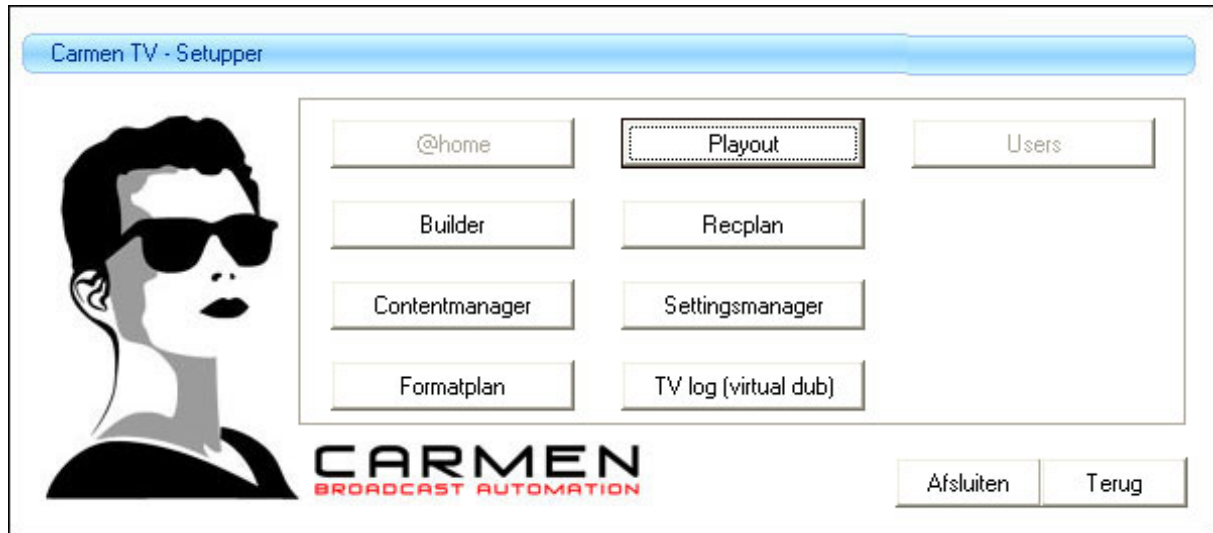 Carmen TV - Setupper
@home
Playout
Users
Builder
Recplan
Contentmanager
Settingsmanager
Formatplan
TV log (virtual dub)
CARMEN
BROADCAST AUTOMATION
Afsluiten
Terug